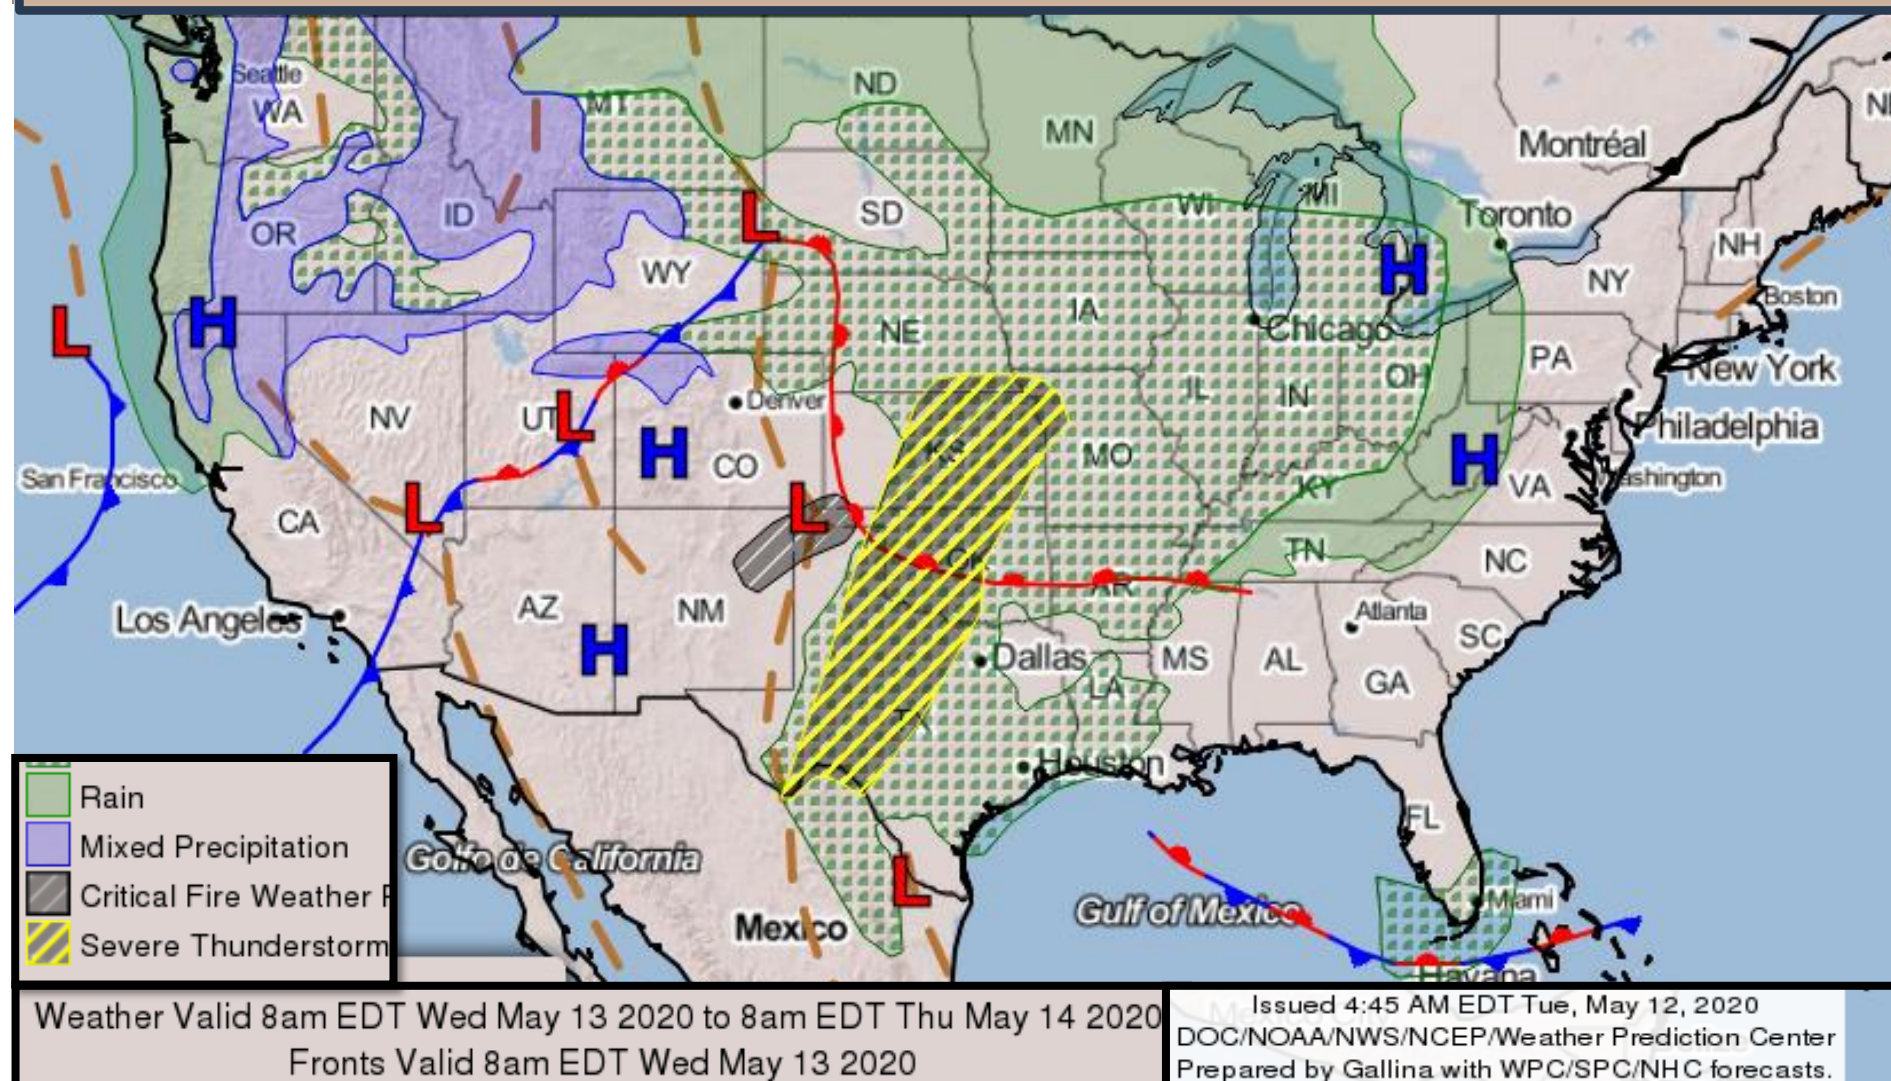 Seattle
WA
MT
ND
MN
Montréal
OR
ID
SD
WI
MI
Toronto
NH
WY
NY
Boston
IA
NE
Chicago
PA
New York
OH
IL
IN
NV
UT
Denver
Philadelphia
CO
MO
San Francisco
KY
VA
Washington
CA
OK
TN
NC
AZ
NM
AR
Atlanta
Los Angeles
SC
Dallas
MS
AL
GA
LA
TX
Houston
FL
Golfo de California
Miami
Gulf of Mexico
Mexico
Havana
H
H
H
H
H
H
L
L
L
L
L
L
Rain
Mixed Precipitation
Critical Fire Weather
Severe Thunderstorm
Weather Valid 8am EDT Wed May 13 2020 to 8am EDT Thu May 14 2020
Fronts Valid 8am EDT Wed May 13 2020
Issued 4:45 AM EDT Tue, May 12, 2020
DOC/NOAA/NWS/NCEP/Weather Prediction Center
Prepared by Gallina with WPC/SPC/NHC forecasts.